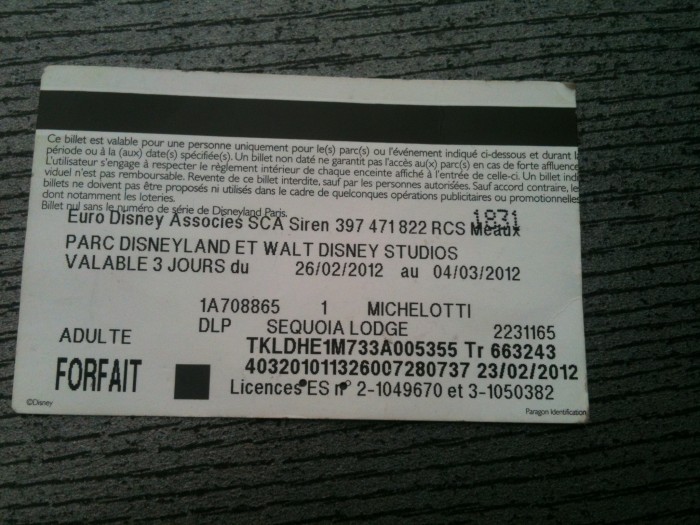 Ce billet est valable pour une personne uniquement pour le(s) parc(s) ou l'événement indiqué ci-dessous et durant l
période ou à la (aux) date(s) spécifiée(s). Un billet non daté ne garantit pas l'accès au(x) parc(s) en cas de forte affluence
L'utilisateur s'engage à respecter le règlement intérieur de chaque enceinte affiché à l'entrée de celle-ci. Un billet indi
viduel n'est pas remboursable. Revente de ce billet interdite, sauf par les personnes autorisées. Sauf accord contraire, le
billets ne doivent pas être proposés ni utilisés dans le cadre de quelconques opérations publicitaires ou promotionnelle
dont notamment les loteries.
Billet nul sans le numéro de série de Disneyland Paris.
1831
Euro Disney Associes SCA Siren 397 471 822 RCS Meaux
PARC DISNEYLAND ET WALT DISNEY STUDIOS
VALABLE 3 JOURS du 26/02/2012 au 04/03/2012
1A708865 1 MICHELOTTI
DLP SEQUOIA LODGE 2231165
ADULTE
TKLDHE1M733A005355 Tr 663243
403201011326007280737 23/02/2012
FORFAIT
Licences ES n° 2-1049670 et 3-1050382
©Disney
Paragon Identification